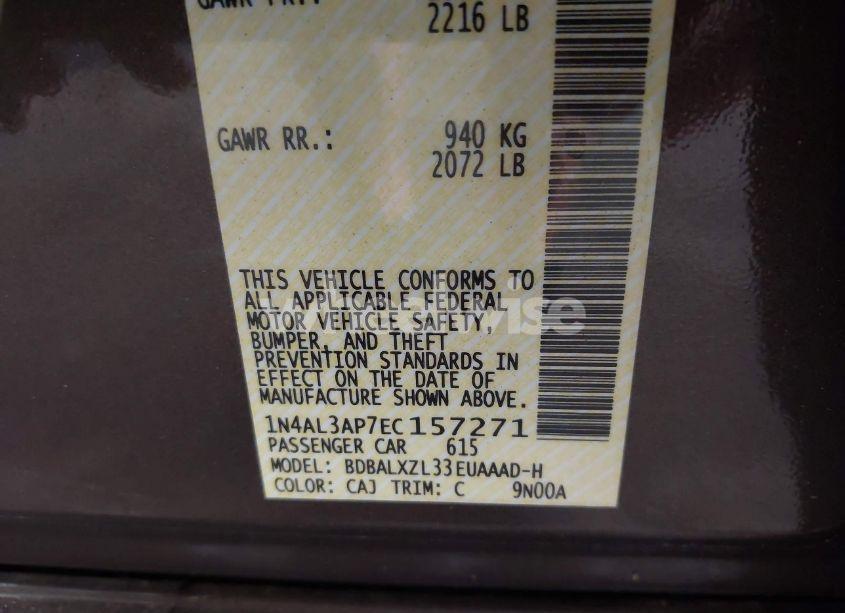 GAWR FR.:
2216 LB
GAWR RR.: 940 KG
2072 LB
THIS VEHICLE CONFORMS TO
ALL APPLICABLE FEDERAL
MOTOR VEHICLE SAFETY,
BUMPER, AND THEFT
PREVENTION STANDARDS IN
EFFECT ON THE DATE OF
MANUFACTURE SHOWN ABOVE.
1N4AL3AP7EC157271
PASSENGER CAR 615
MODEL: BDBALXZL33EUAAAD-H
COLOR: CAJ TRIM: C 9N00A